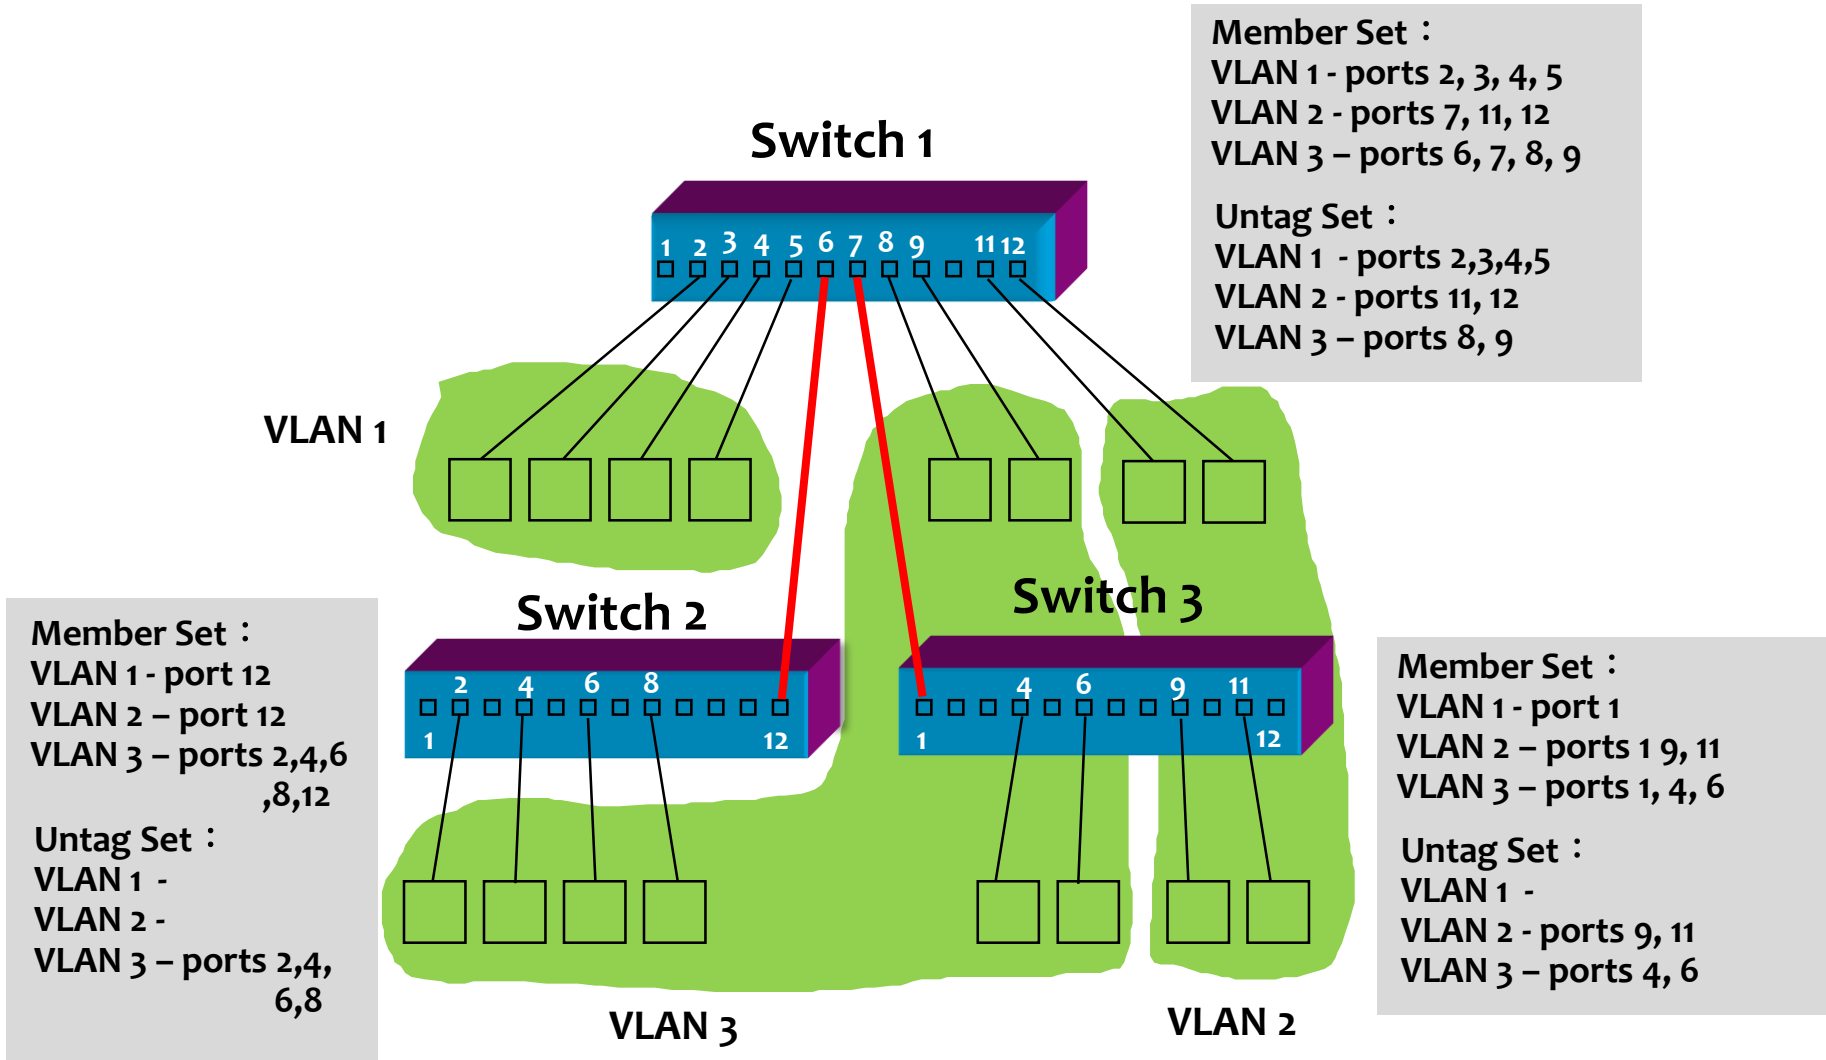 Member Set：
VLAN 1 - ports 2, 3, 4, 5
VLAN 2 - ports 7, 11, 12
VLAN 3 – ports 6, 7, 8, 9
Untag Set：
VLAN 1 - ports 2,3,4,5
VLAN 2 - ports 11, 12
VLAN 3 – ports 8, 9
Switch 1
1 2 3 4 5 6 7 8 9 11 12
VLAN 1
Switch 2
2 4 6 8
1 12
Switch 3
4 6 9 11
1 12
Member Set：
VLAN 1 - port 12
VLAN 2 – port 12
VLAN 3 – ports 2,4,6
,8,12
Untag Set：
VLAN 1 -
VLAN 2 -
VLAN 3 – ports 2,4,
6,8
Member Set：
VLAN 1 - port 1
VLAN 2 – ports 1 9, 11
VLAN 3 – ports 1, 4, 6
Untag Set：
VLAN 1 -
VLAN 2 - ports 9, 11
VLAN 3 – ports 4, 6
VLAN 3
VLAN 2